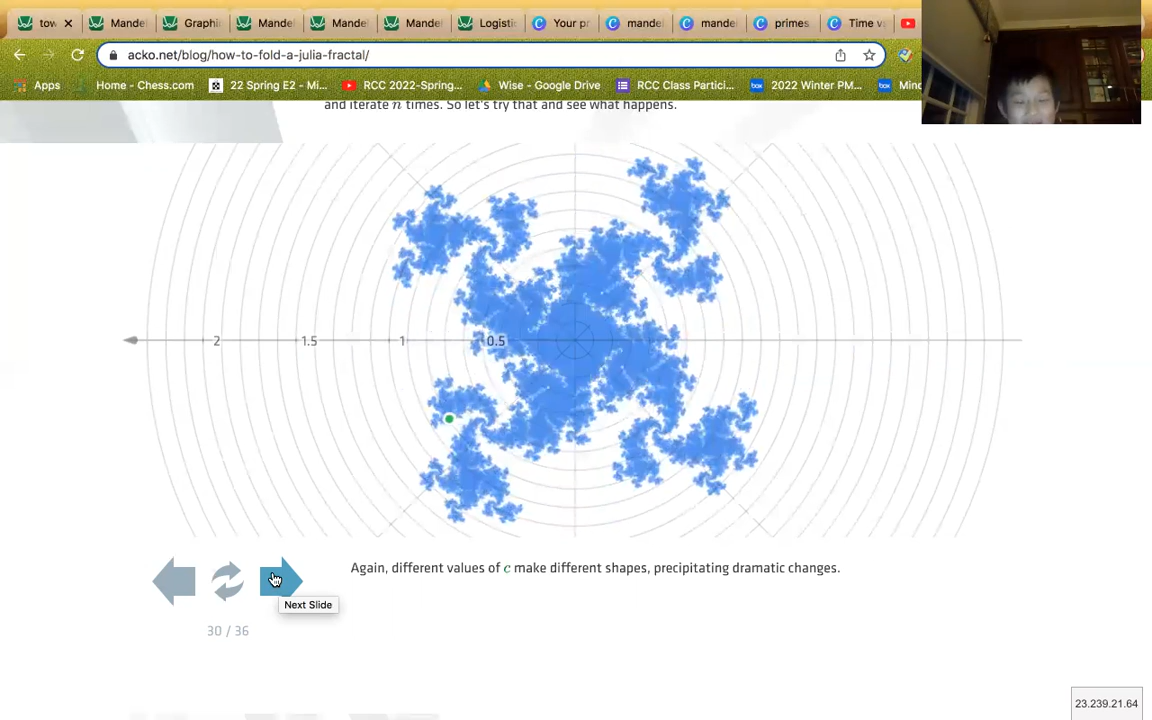 tow
Mandel
Graphi
Mandel
Mandel
Mandel
Logistic
Your pr
mandel
mandel
primes
Time v
acko.net/blog/how-to-fold-a-julia-fractal/
Apps
Home - Chess.com
22 Spring E2 - Mi...
RCC 2022-Spring...
Wise - Google Drive
RCC Class Partici...
2022 Winter PM...
Mind
and iterate n times. So let's try that and see what happens.
2 1.5 1 0.5
Again, different values of c make different shapes, precipitating dramatic changes.
Next Slide
30 / 36
23.239.21.64